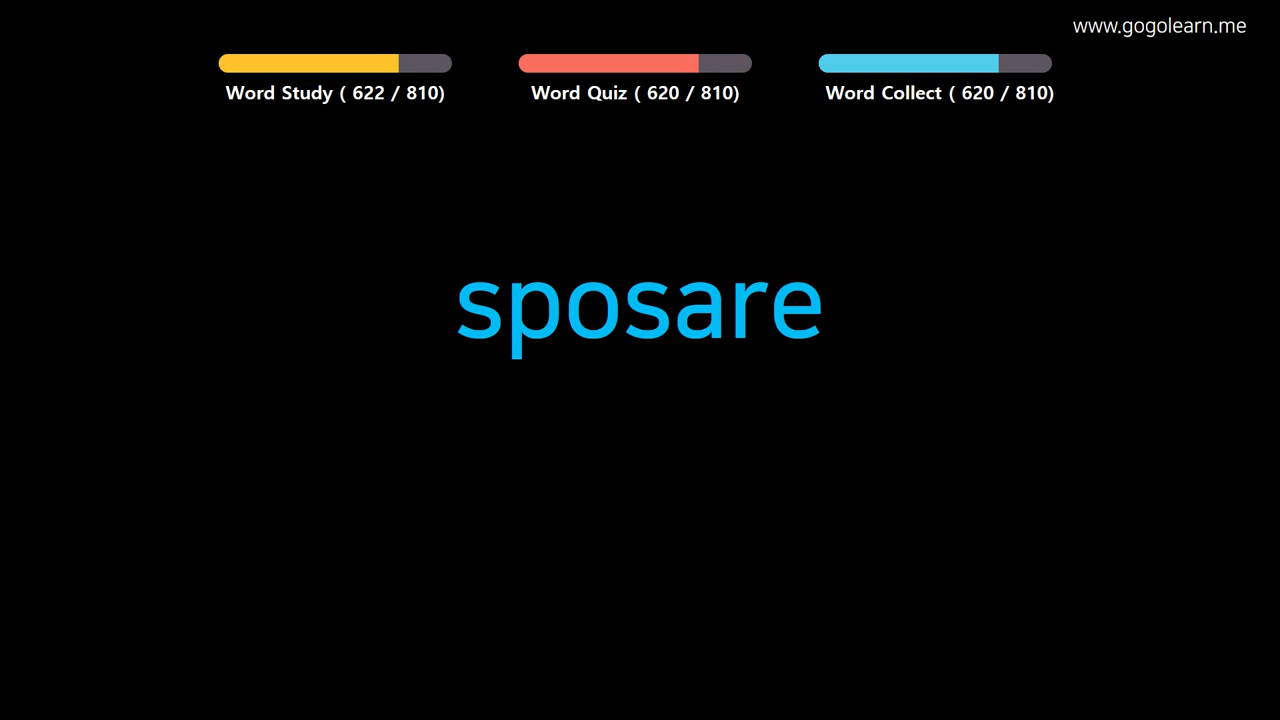 www.gogolearn.me
Word Study ( 622 / 810)
Word Quiz ( 620 / 810)
Word Collect ( 620 / 810)
sposare